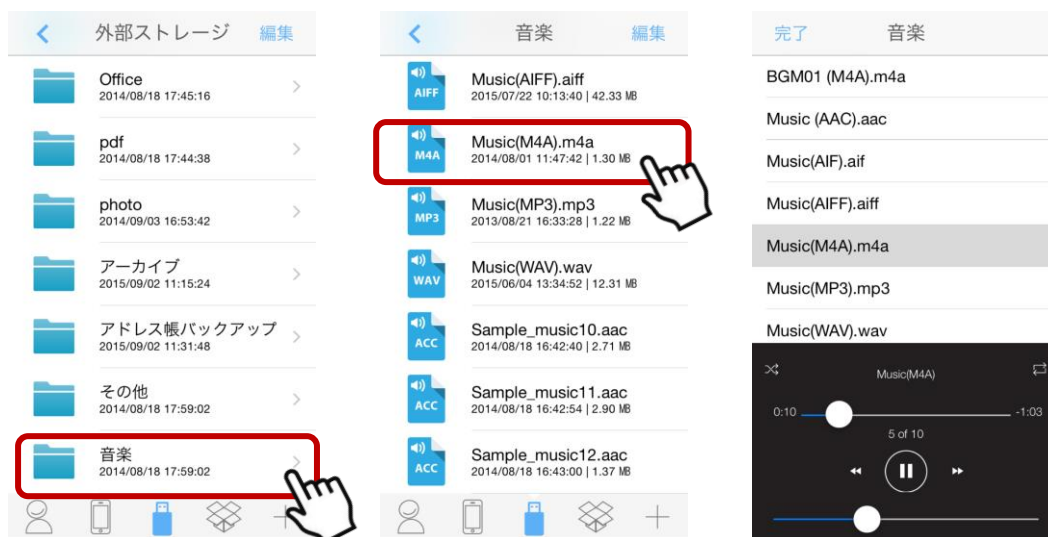 外部ストレージ
編集
Office
2014/08/18 17:45:16
pdf
2014/08/18 17:44:38
photo
2014/09/03 16:53:42
アーカイブ
2015/09/02 11:15:24
アドレス帳バックアップ
2015/09/02 11:31:48
その他
2014/08/18 17:59:02
音楽
2014/08/18 17:59:02
音楽
編集
AIFF
Music(AIFF).aiff
2015/07/22 10:13:40 | 42.33 MB
M4A
Music(M4A).m4a
2014/08/01 11:47:42 | 1.30 MB
MP3
Music(MP3).mp3
2013/08/21 16:33:28 | 1.22 MB
WAV
Music(WAV).wav
2015/06/04 13:34:52 | 12.31 MB
ACC
Sample_music10.aac
2014/08/18 16:42:40 | 2.71 MB
ACC
Sample_music11.aac
2014/08/18 16:42:54 | 2.90 MB
ACC
Sample_music12.aac
2014/08/18 16:43:00 | 1.37 MB
完了
音楽
BGM01 (M4A).m4a
Music (AAC).aac
Music(AIF).aif
Music(AIFF).aiff
Music(M4A).m4a
Music(MP3).mp3
Music(WAV).wav
Music(M4A)
0:10
-1:03
5 of 10